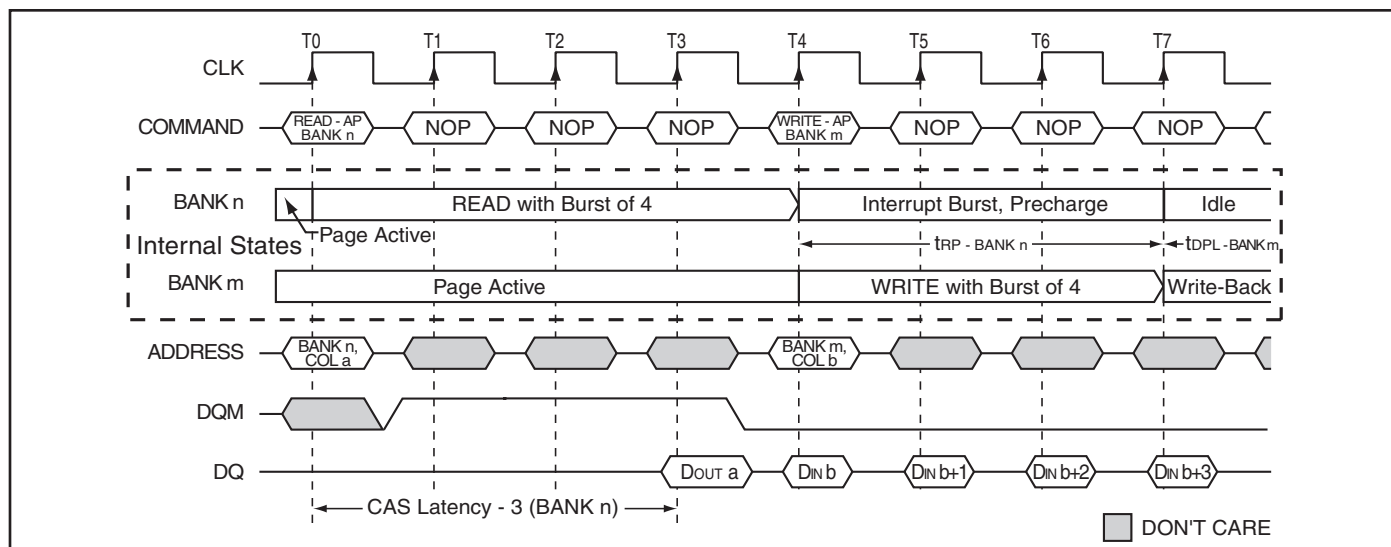 T0 T1 T2 T3 T4 T5 T6 T7
CLK
COMMAND READ - AP BANK n NOP NOP NOP WRITE - AP BANK m NOP NOP NOP
BANK n READ with Burst of 4 Interrupt Burst, Precharge Idle
Internal States Page Active tRP - BANK n tDPL - BANK m
BANK m Page Active WRITE with Burst of 4 Write-Back
ADDRESS BANK n, COL a BANK m, COL b
DQM
DQ DOUT a DIN b DIN b+1 DIN b+2 DIN b+3
CAS Latency - 3 (BANK n)
DON'T CARE